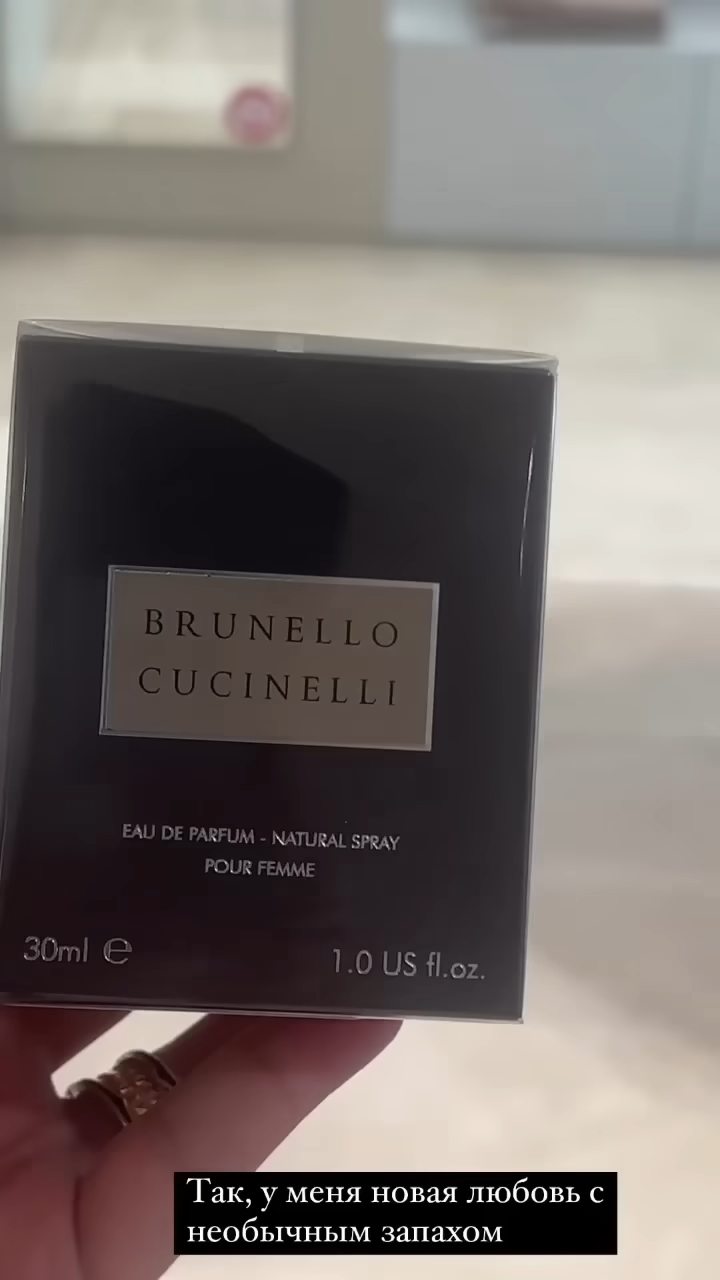 BRUNELLO
CUCINELLI
EAU DE PARFUM - NATURAL SPRAY
POUR FEMME
30ml ℮
1.0 US fl.oz.
Так, у меня новая любовь с
необычным запахом